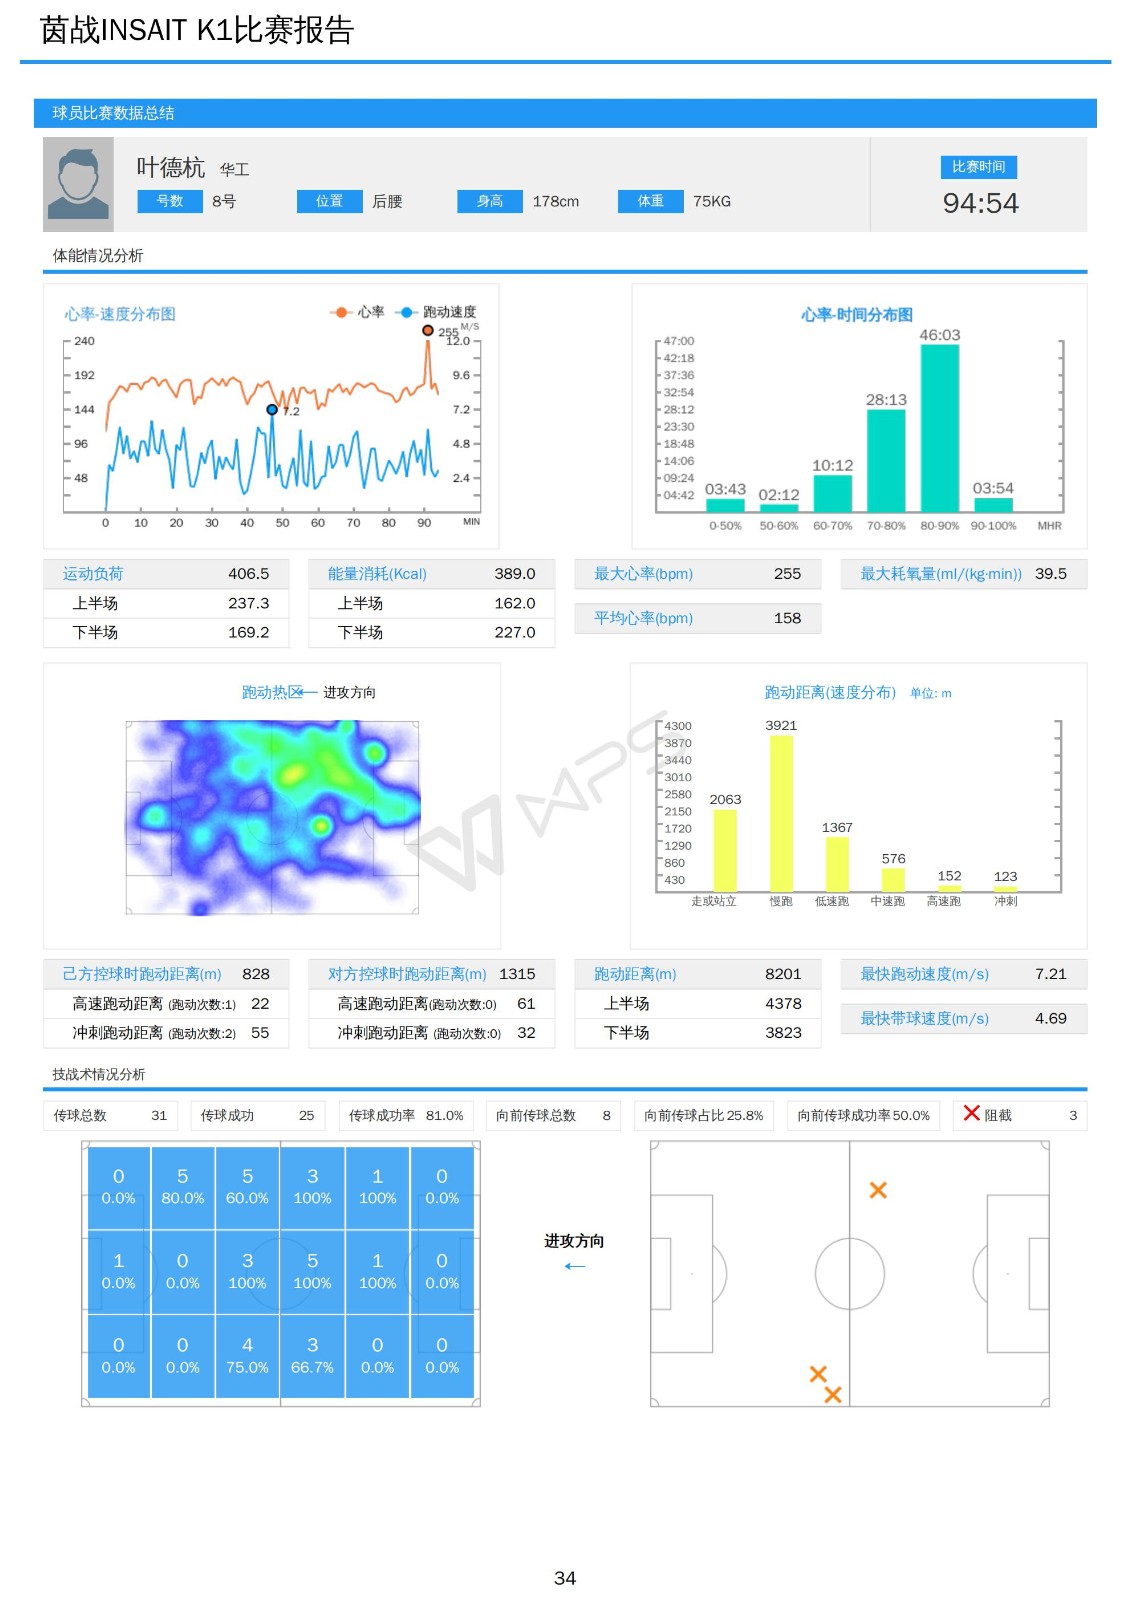 茵战INSAIT K1比赛报告
球员比赛数据总结
叶德杭 华工
比赛时间
号数 8号 位置 后腰 身高 178cm 体重 75KG
94:54
体能情况分析
心率-速度分布图 心率 跑动速度
255 M/S
240 12.0
192 9.6
144 7.2 7.2
96 4.8
48 2.4
0 10 20 30 40 50 60 70 80 90 MIN
心率-时间分布图
47:00
42:18
37:36
32:54
28:12
23:30
18:48
14:06
09:24
04:42
03:43 02:12 10:12 28:13 46:03 03:54
0-50% 50-60% 60-70% 70-80% 80-90% 90-100% MHR
运动负荷 406.5
上半场 237.3
下半场 169.2
能量消耗(Kcal) 389.0
上半场 162.0
下半场 227.0
最大心率(bpm) 255
平均心率(bpm) 158
最大耗氧量(ml/(kg·min)) 39.5
跑动热区 ← 进攻方向
跑动距离(速度分布) 单位: m
4300
3870
3440
3010
2580
2150
1720
1290
860
430
2063 3921 1367 576 152 123
走或站立 慢跑 低速跑 中速跑 高速跑 冲刺
WPS
己方控球时跑动距离(m) 828
高速跑动距离 (跑动次数:1) 22
冲刺跑动距离 (跑动次数:2) 55
对方控球时跑动距离(m) 1315
高速跑动距离(跑动次数:0) 61
冲刺跑动距离 (跑动次数:0) 32
跑动距离(m) 8201
上半场 4378
下半场 3823
最快跑动速度(m/s) 7.21
最快带球速度(m/s) 4.69
技战术情况分析
传球总数 31 传球成功 25 传球成功率 81.0% 向前传球总数 8 向前传球占比 25.8% 向前传球成功率 50.0% 阻截 3
0 5 5 3 1 0
0.0% 80.0% 60.0% 100% 100% 0.0%
1 0 3 5 1 0
0.0% 0.0% 100% 100% 100% 0.0%
0 0 4 3 0 0
0.0% 0.0% 75.0% 66.7% 0.0% 0.0%
进攻方向
←
34